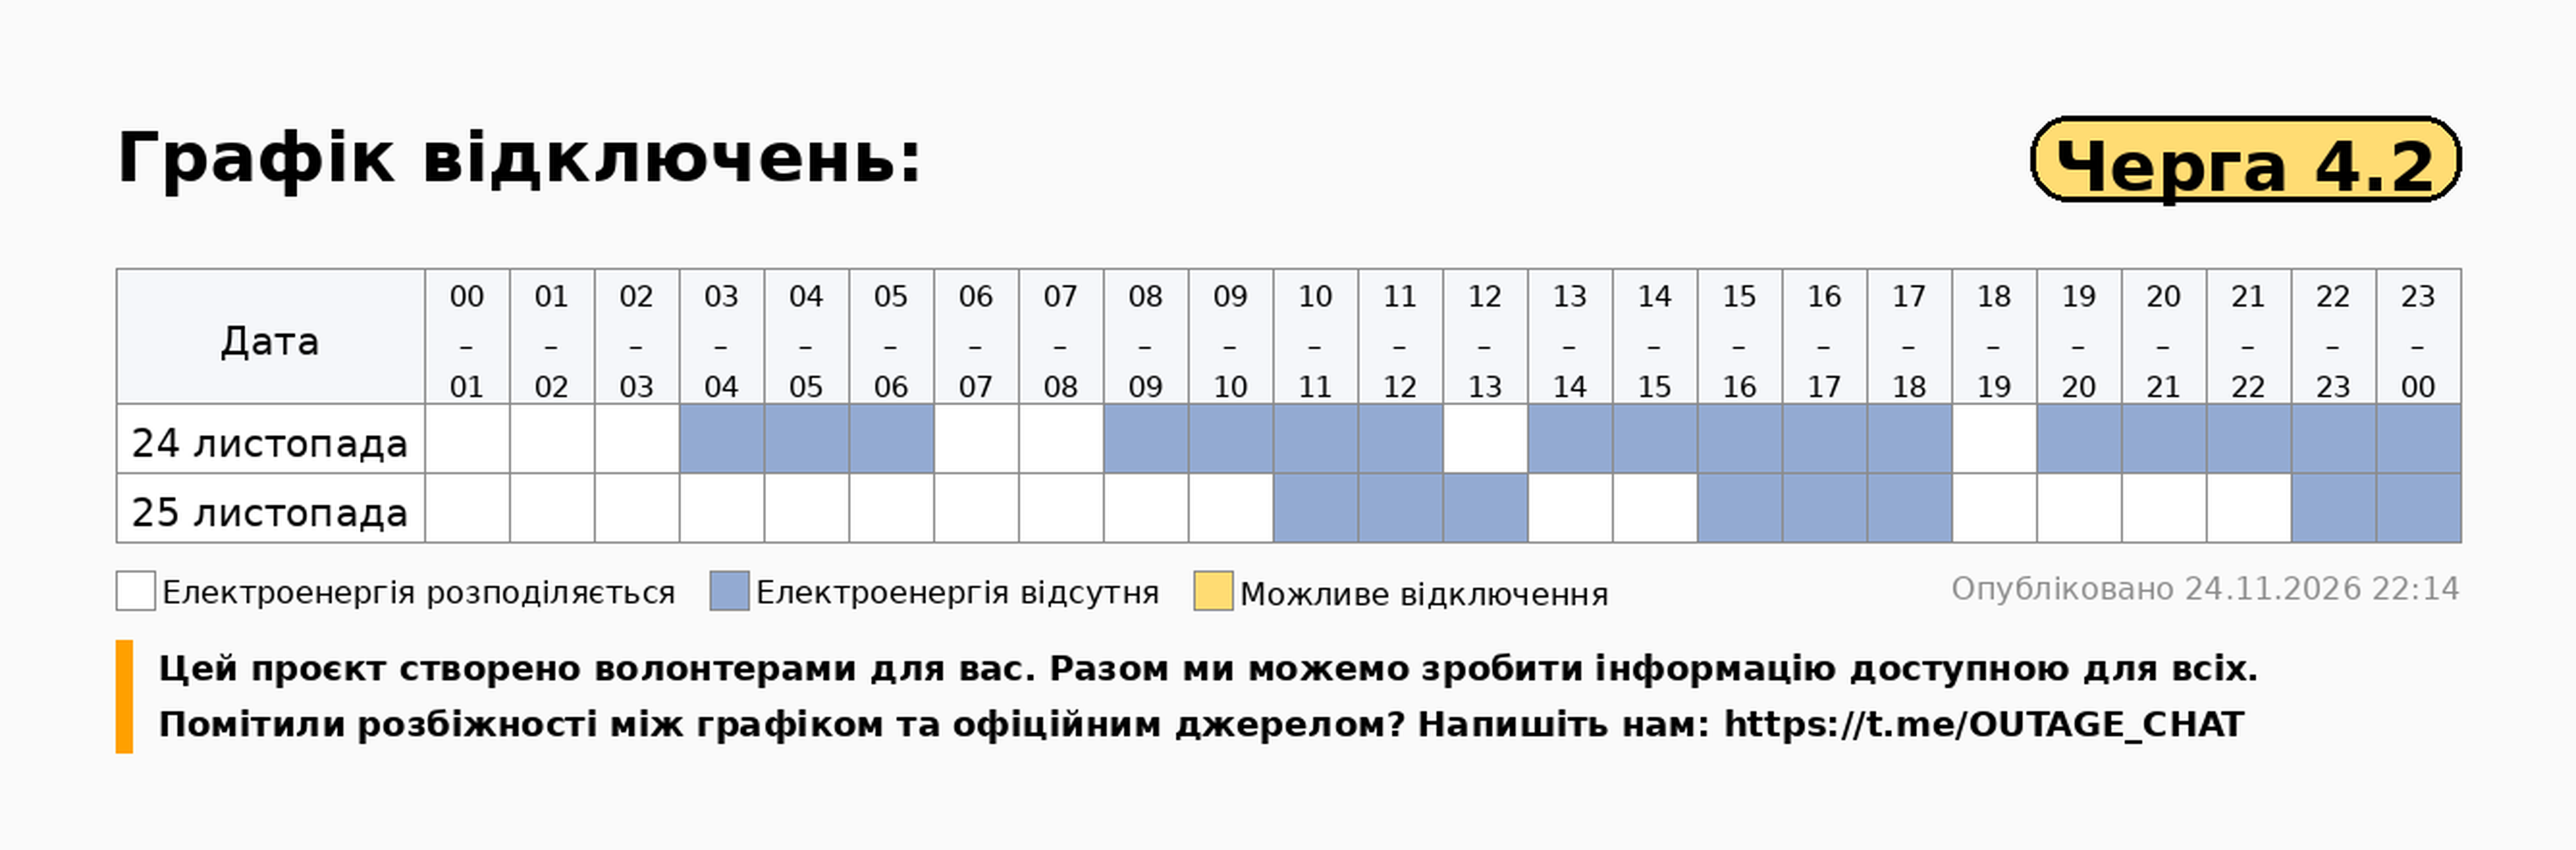 Графік відключень:
Черга 4.2
Дата
00 – 01
01 – 02
02 – 03
03 – 04
04 – 05
05 – 06
06 – 07
07 – 08
08 – 09
09 – 10
10 – 11
11 – 12
12 – 13
13 – 14
14 – 15
15 – 16
16 – 17
17 – 18
18 – 19
19 – 20
20 – 21
21 – 22
22 – 23
23 – 00
24 листопада
25 листопада
Електроенергія розподіляється
Електроенергія відсутня
Можливе відключення
Опубліковано 24.11.2026 22:14
Цей проєкт створено волонтерами для вас. Разом ми можемо зробити інформацію доступною для всіх.
Помітили розбіжності між графіком та офіційним джерелом? Напишіть нам: https://t.me/OUTAGE_CHAT